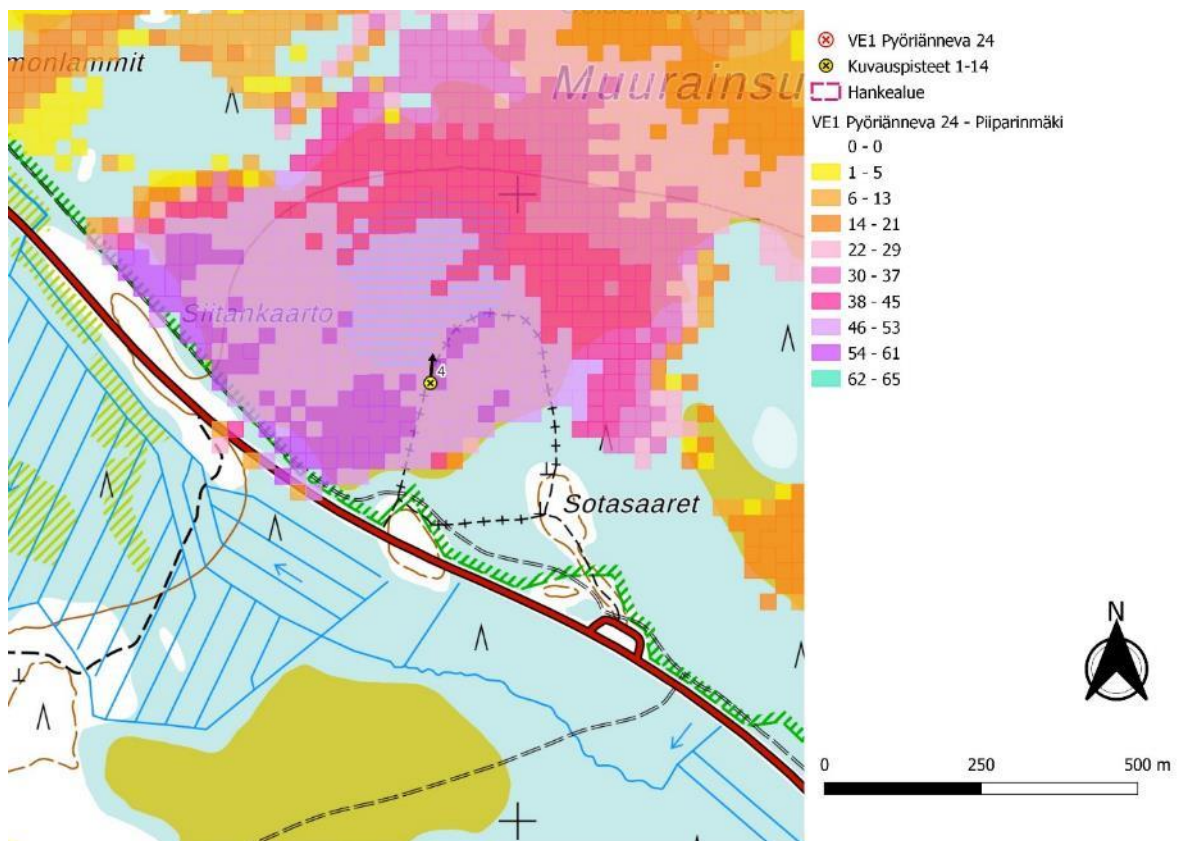 monlammit
Muurainsu
Siitankaarto
4
Sotasaaret
VE1 Pyöriänneva 24
Kuvauspisteet 1-14
Hankealue
VE1 Pyöriänneva 24 - Piiparinmäki
0 - 0
1 - 5
6 - 13
14 - 21
22 - 29
30 - 37
38 - 45
46 - 53
54 - 61
62 - 65
N
0 250 500 m